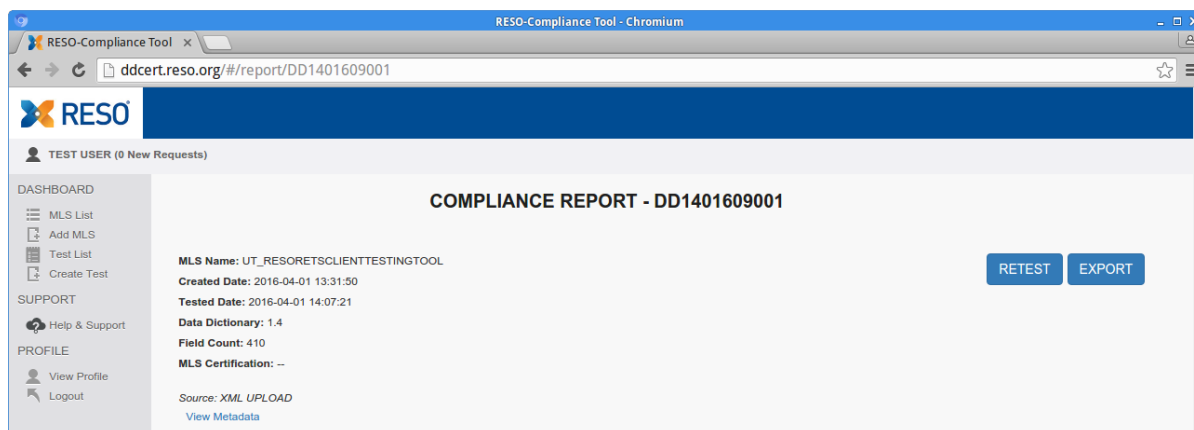 RESO-Compliance Tool - Chromium
RESO-Compliance Tool
ddcert.reso.org/#/report/DD1401609001
RESO
TEST USER (0 New Requests)
DASHBOARD
MLS List
Add MLS
Test List
Create Test
SUPPORT
Help & Support
PROFILE
View Profile
Logout
COMPLIANCE REPORT - DD1401609001
MLS Name: UT_RESORETSCLIENTTESTINGTOOL
Created Date: 2016-04-01 13:31:50
Tested Date: 2016-04-01 14:07:21
Data Dictionary: 1.4
Field Count: 410
MLS Certification: --
Source: XML UPLOAD
View Metadata
RETEST
EXPORT